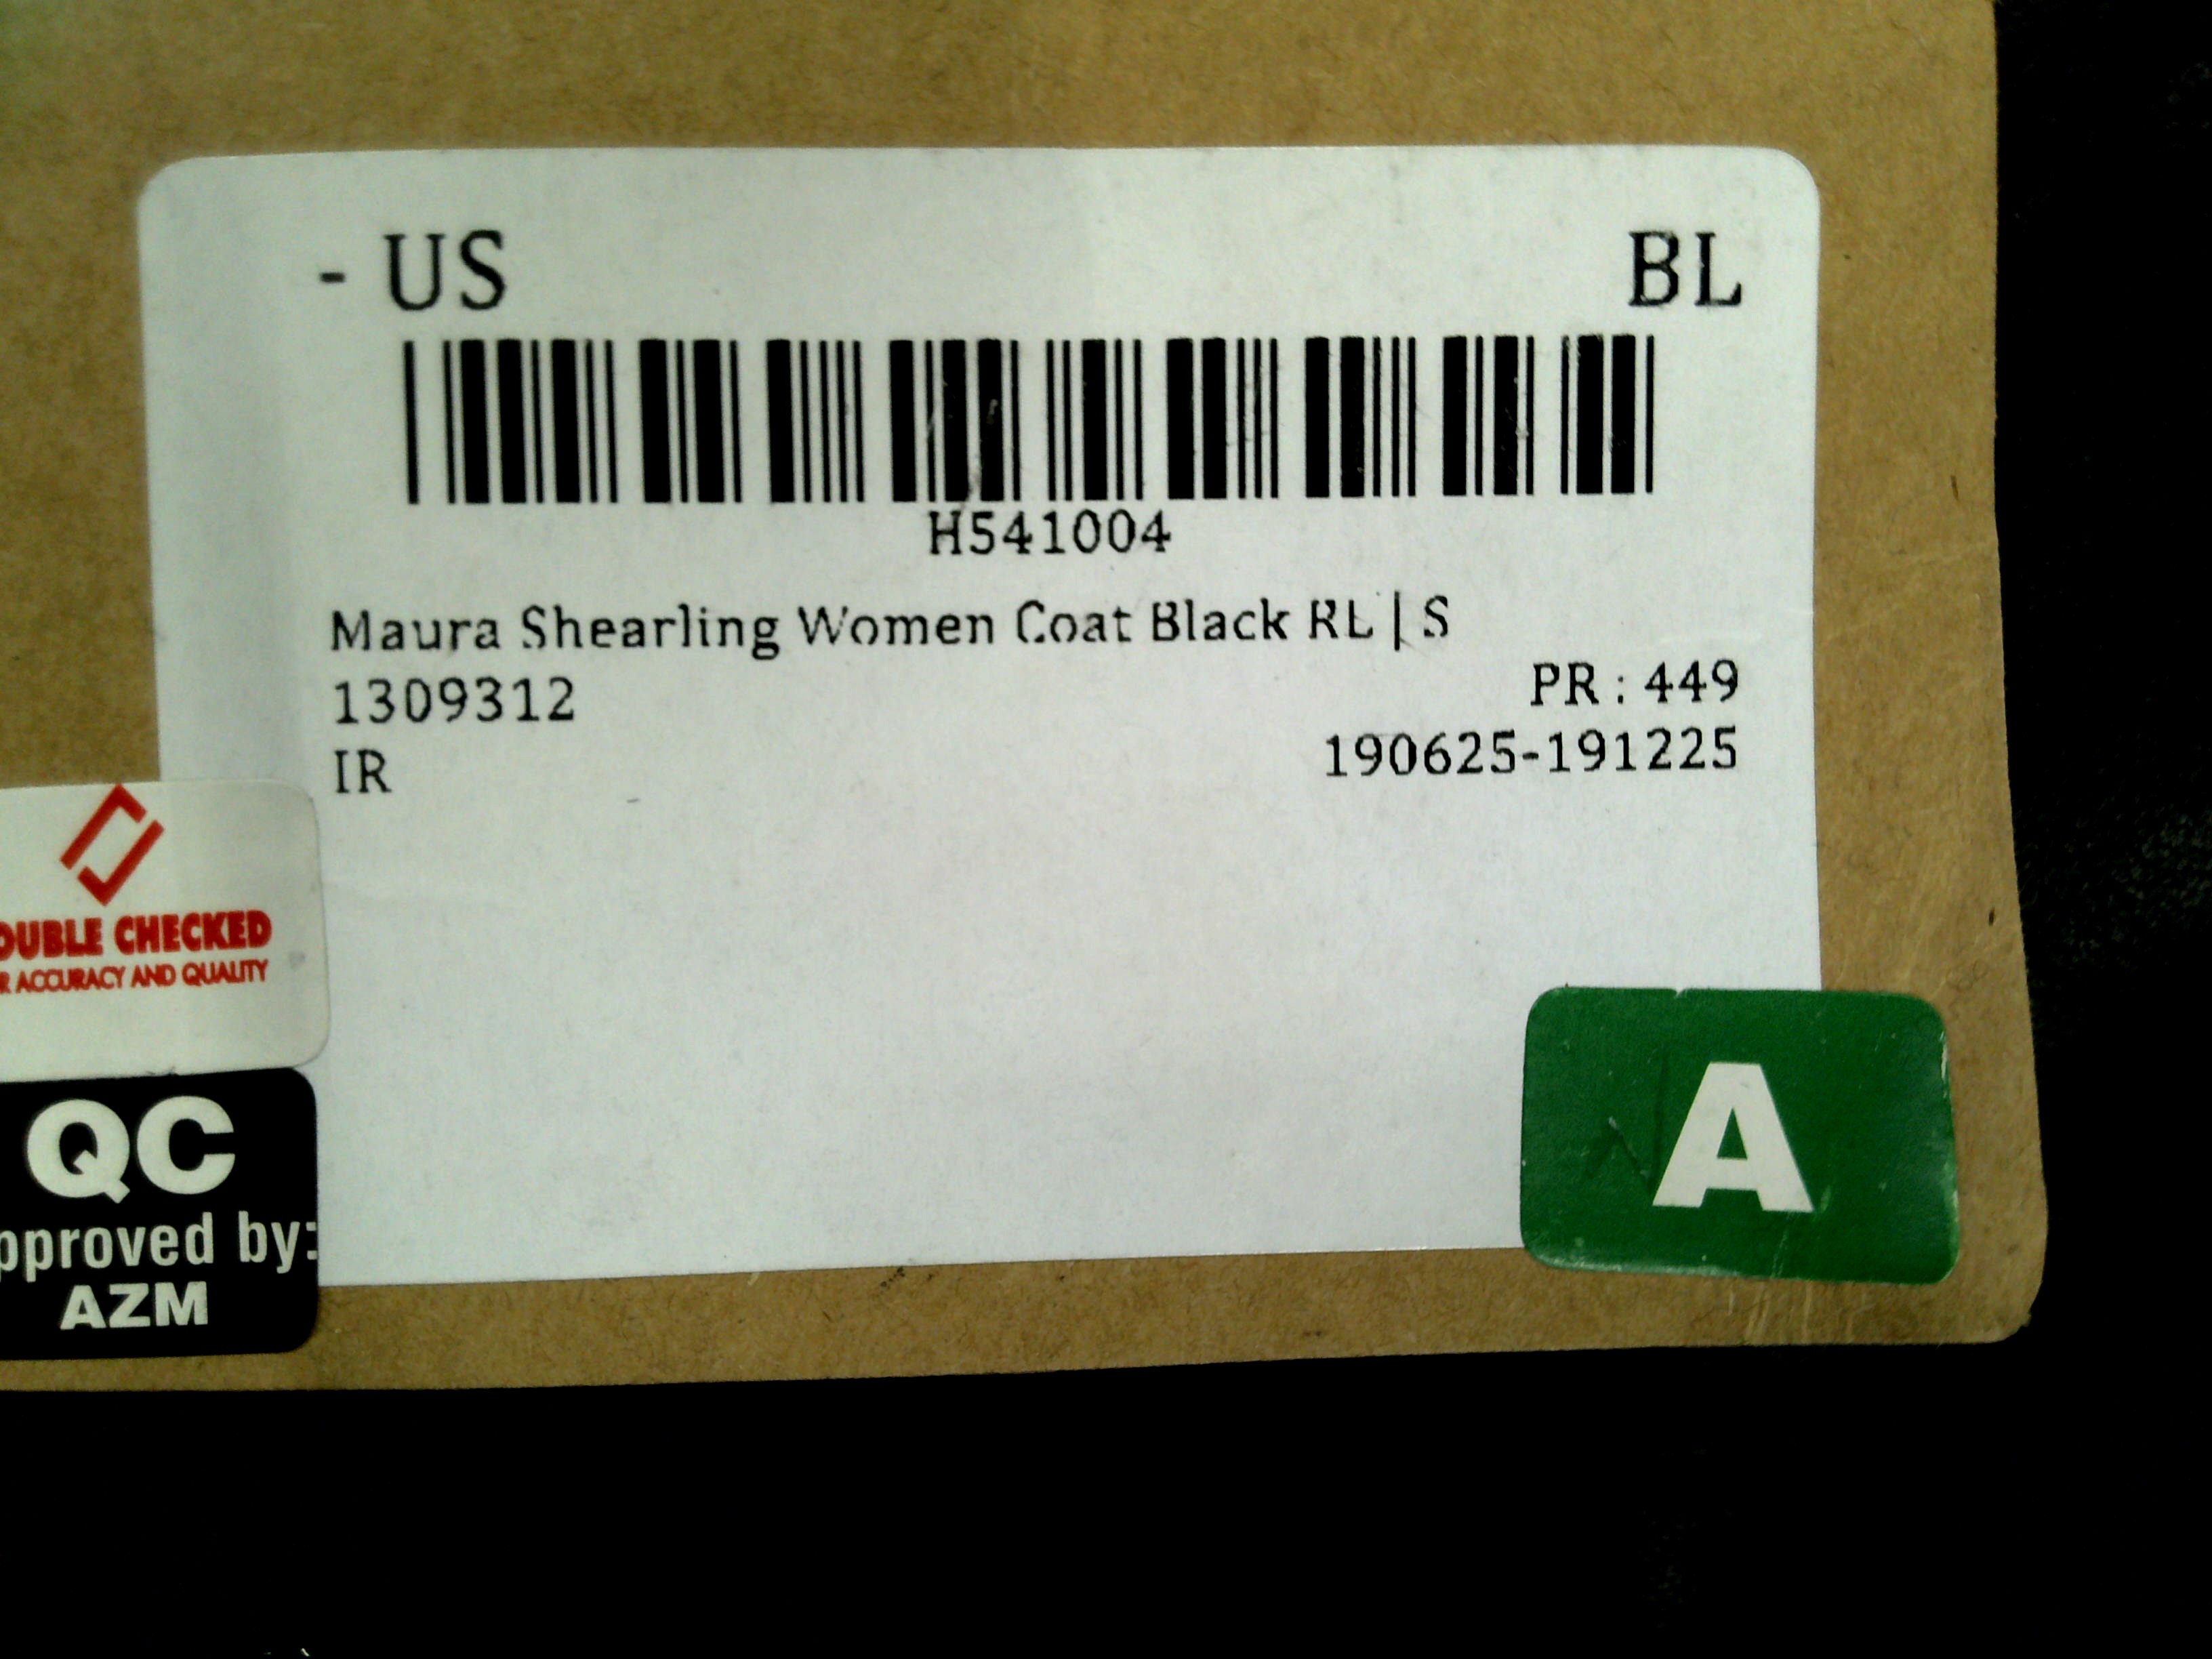 - US BL
H541004
Maura Shearling Women Coat Black RL | S
1309312
PR : 449
IR
190625-191225
OUBLE CHECKED
R ACCURACY AND QUALITY
QC
pproved by:
AZM
A